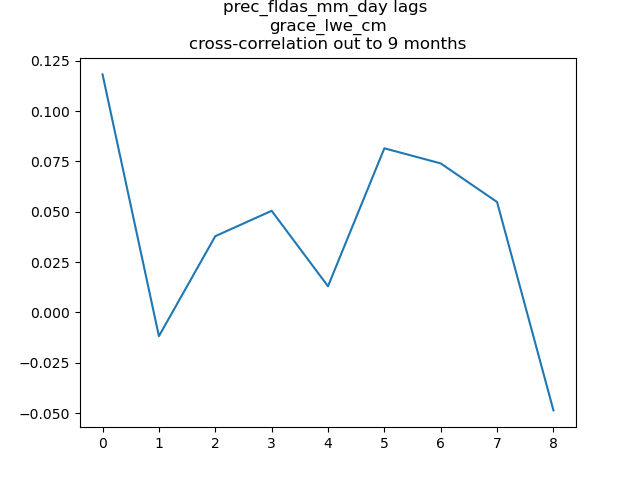 prec_fldas_mm_day lags
grace_lwe_cm
cross-correlation out to 9 months
0.125
0.100
0.075
0.050
0.025
0.000
−0.025
−0.050
0 1 2 3 4 5 6 7 8